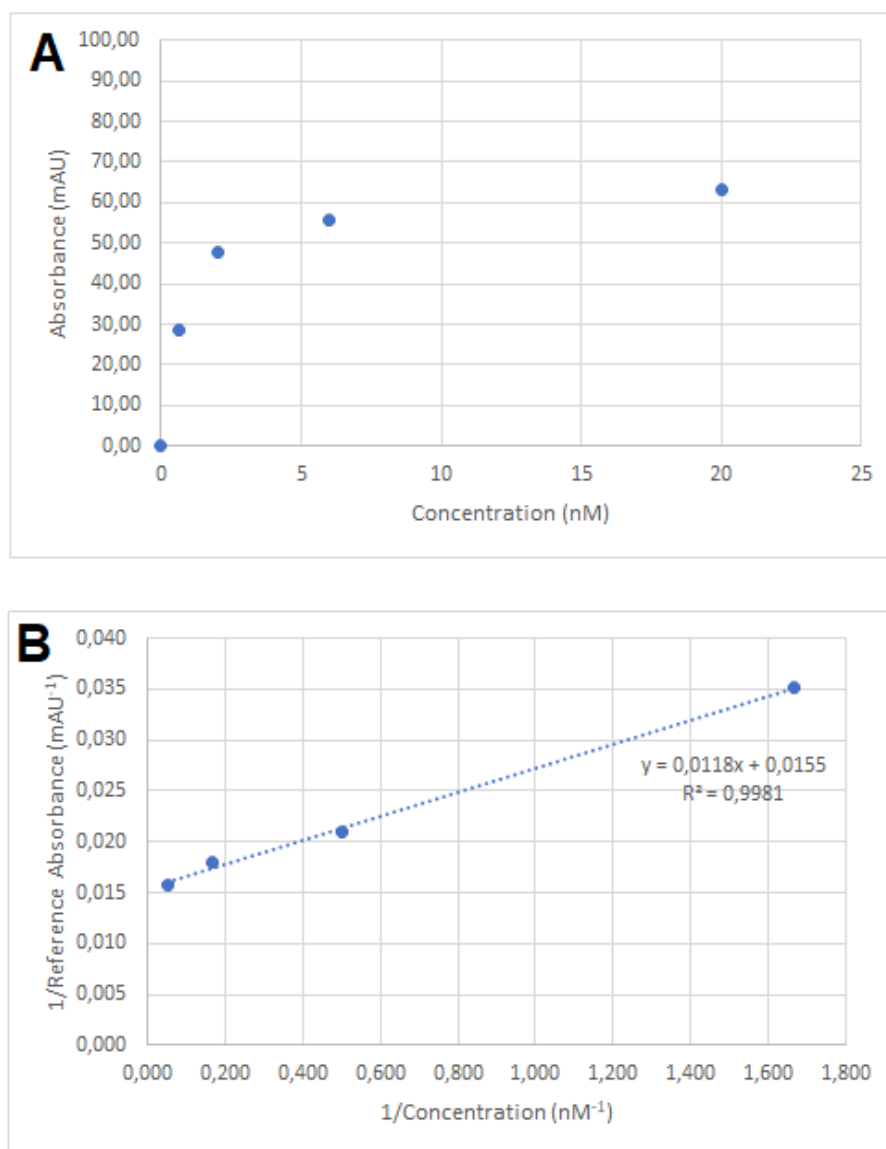 A
100,00
90,00
80,00
70,00
60,00
50,00
40,00
30,00
20,00
10,00
0,00
Absorbance (mAU)
0 5 10 15 20 25
Concentration (nM)
B
0,040
0,035
0,030
0,025
0,020
0,015
0,010
0,005
0,000
1/Reference Absorbance (mAU⁻¹)
y = 0,0118x + 0,0155
R² = 0,9981
0,000 0,200 0,400 0,600 0,800 1,000 1,200 1,400 1,600 1,800
1/Concentration (nM⁻¹)